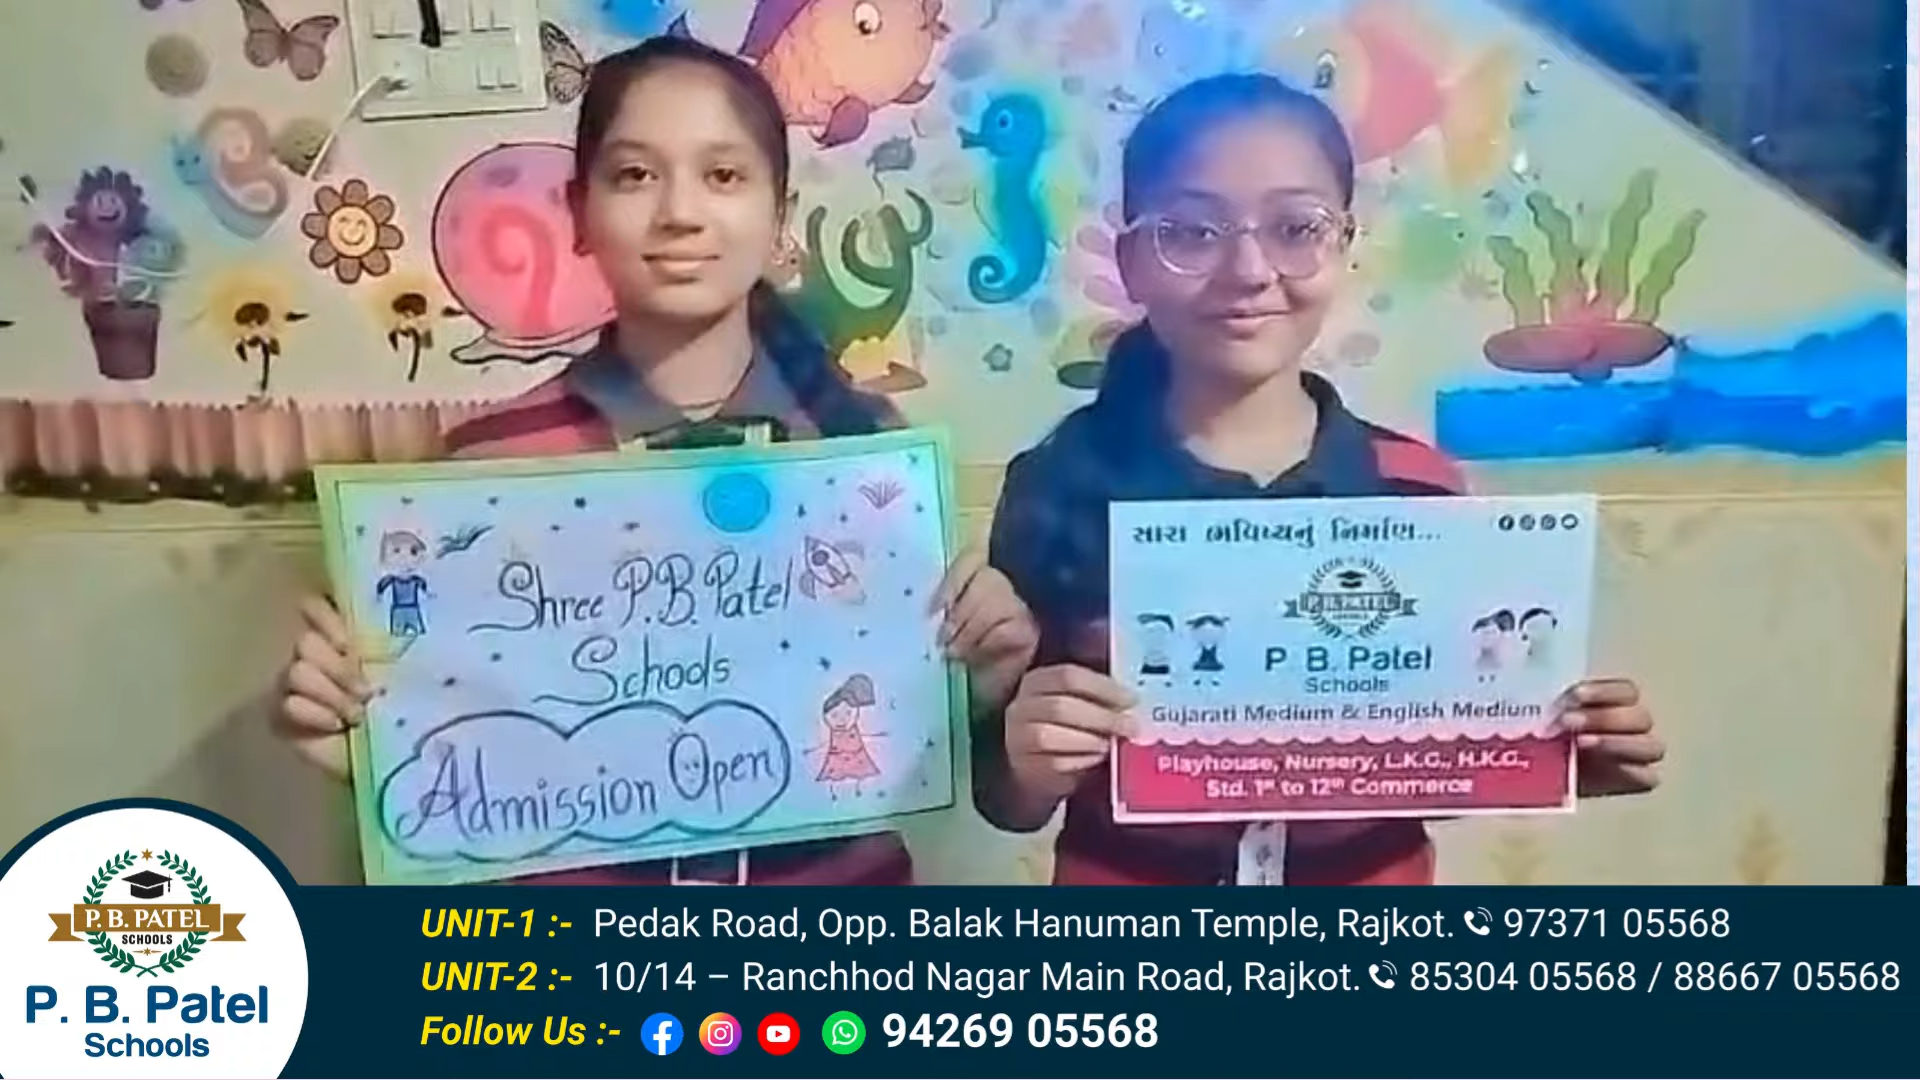 Shree P.B. Patel
Schools
Admission Open
સારા ભવિષ્યનું નિર્માણ...
P. B. PATEL
SCHOOLS
P B. Patel
Schools
Gujarati Medium & English Medium
Playhouse, Nursery, L.K.G., H.K.G.,
Std. 1st to 12th Commerce
P. B. PATEL
SCHOOLS
P. B. Patel
Schools
UNIT-1 :- Pedak Road, Opp. Balak Hanuman Temple, Rajkot. 97371 05568
UNIT-2 :- 10/14 – Ranchhod Nagar Main Road, Rajkot. 85304 05568 / 88667 05568
Follow Us :- 94269 05568